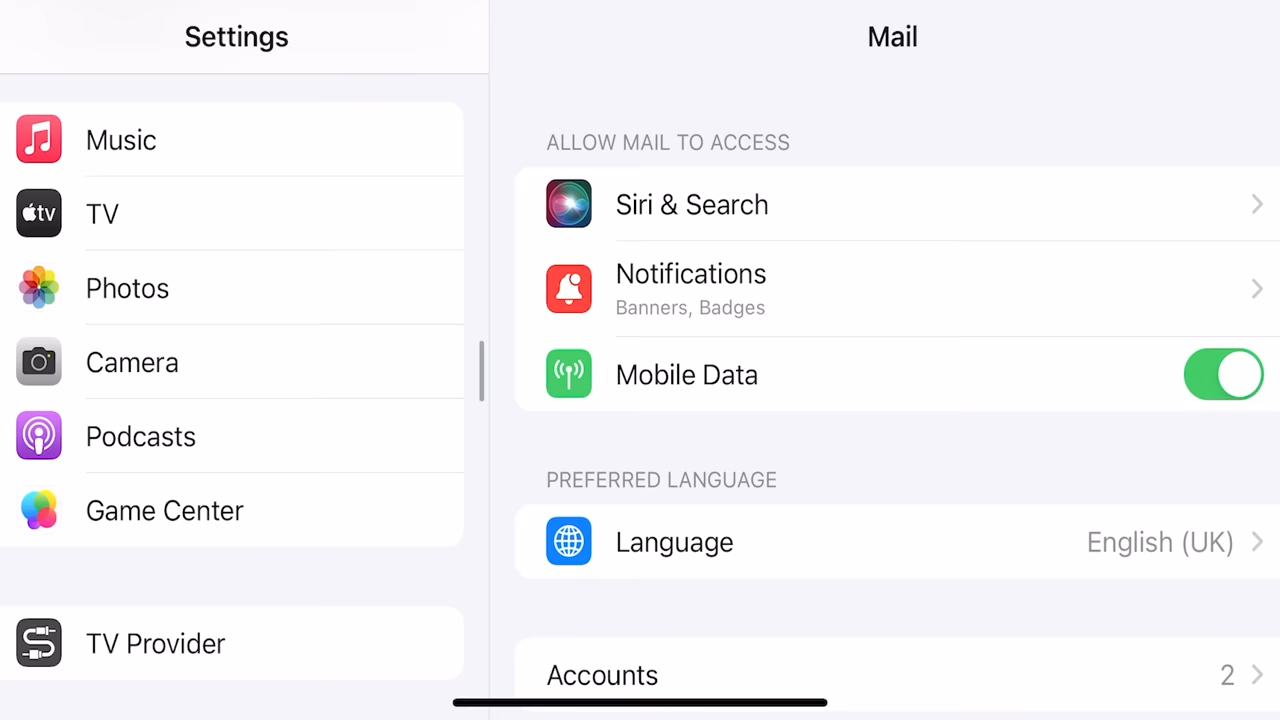 Settings
Music
tv
TV
Photos
Camera
Podcasts
Game Center
TV Provider
Mail
ALLOW MAIL TO ACCESS
Siri & Search
Notifications
Banners, Badges
Mobile Data
PREFERRED LANGUAGE
Language English (UK)
Accounts 2